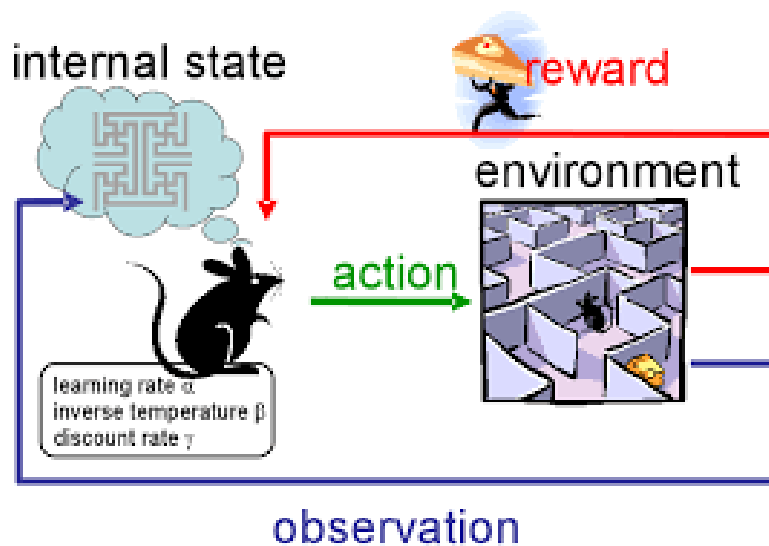 internal state
reward
environment
action
learning rate α
inverse temperature β
discount rate γ
observation